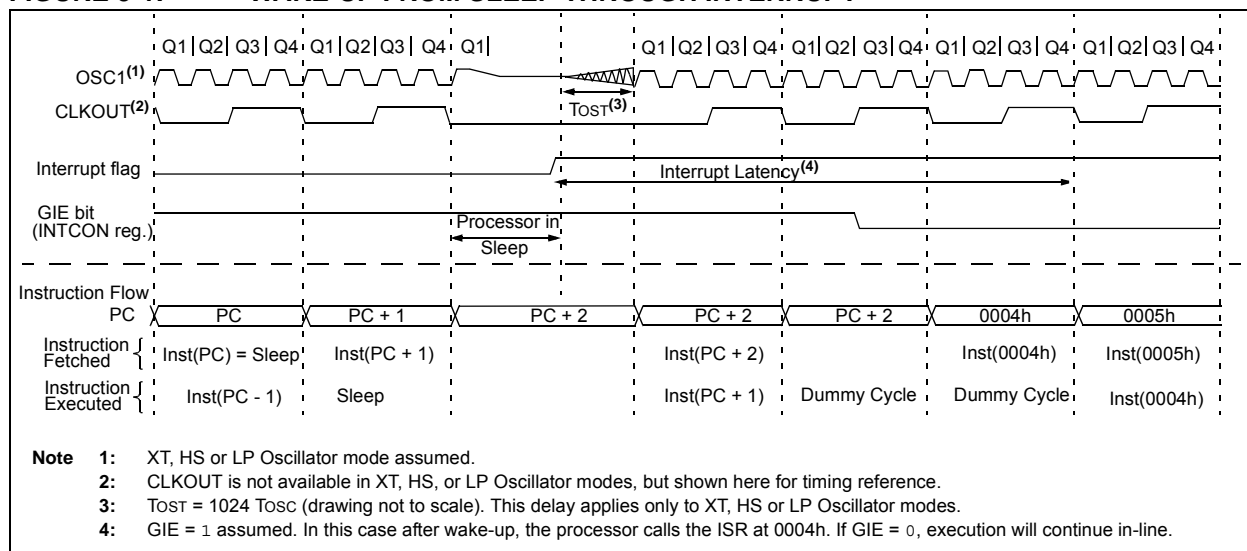 Q1 Q2 Q3 Q4 Q1 Q2 Q3 Q4 Q1 Q1 Q2 Q3 Q4 Q1 Q2 Q3 Q4 Q1 Q2 Q3 Q4 Q1 Q2 Q3 Q4
OSC1(1)
CLKOUT(2)
TOST(3)
Interrupt flag
Interrupt Latency(4)
GIE bit
(INTCON reg.)
Processor in
Sleep
Instruction Flow
PC PC PC + 1 PC + 2 PC + 2 PC + 2 0004h 0005h
Instruction
Fetched
Inst(PC) = Sleep Inst(PC + 1) Inst(PC + 2) Inst(0004h) Inst(0005h)
Instruction
Executed
Inst(PC - 1) Sleep Inst(PC + 1) Dummy Cycle Dummy Cycle Inst(0004h)
Note 1: XT, HS or LP Oscillator mode assumed.
2: CLKOUT is not available in XT, HS, or LP Oscillator modes, but shown here for timing reference.
3: TOST = 1024 TOSC (drawing not to scale). This delay applies only to XT, HS or LP Oscillator modes.
4: GIE = 1 assumed. In this case after wake-up, the processor calls the ISR at 0004h. If GIE = 0, execution will continue in-line.